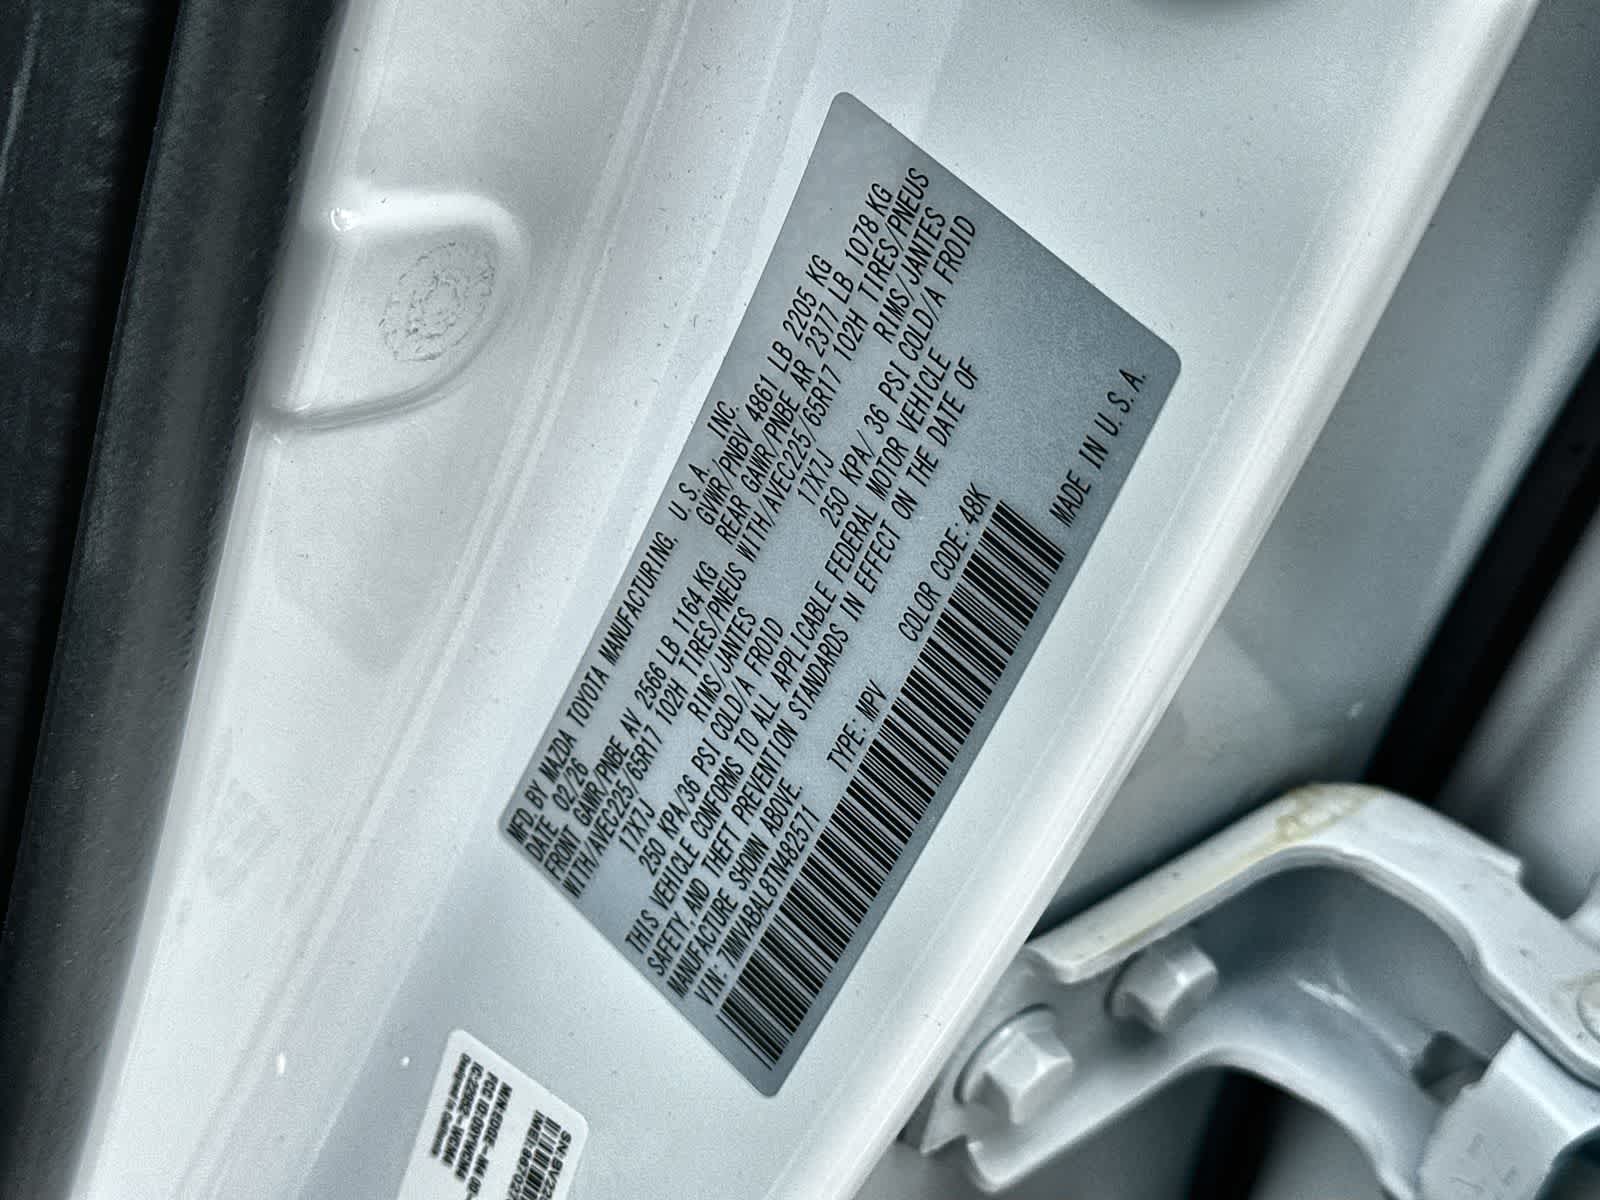 MFD. BY MAZDA TOYOTA MANUFACTURING, U.S.A. INC.
DATE 02/26 GVWR/PNBV 4861 LB 2205 KG
FRONT GAWR/PNBE AV 2566 LB 1164 KG REAR GAWR/PNBE AR 2377 LB 1078 KG
WITH/AVEC225/65R17 102H TIRES/PNEUS WITH/AVEC225/65R17 102H TIRES/PNEUS
17X7J RIMS/JANTES 17X7J RIMS/JANTES
250 KPA/36 PSI COLD/A FROID 250 KPA/ 36 PSI COLD/A FROID
THIS VEHICLE CONFORMS TO ALL APPLICABLE FEDERAL MOTOR VEHICLE
SAFETY, AND THEFT PREVENTION STANDARDS IN EFFECT ON THE DATE OF
MANUFACTURE SHOWN ABOVE.
VIN: 7MMVABAL8TN482571 TYPE: MPV COLOR CODE: 48K
MADE IN U.S.A.